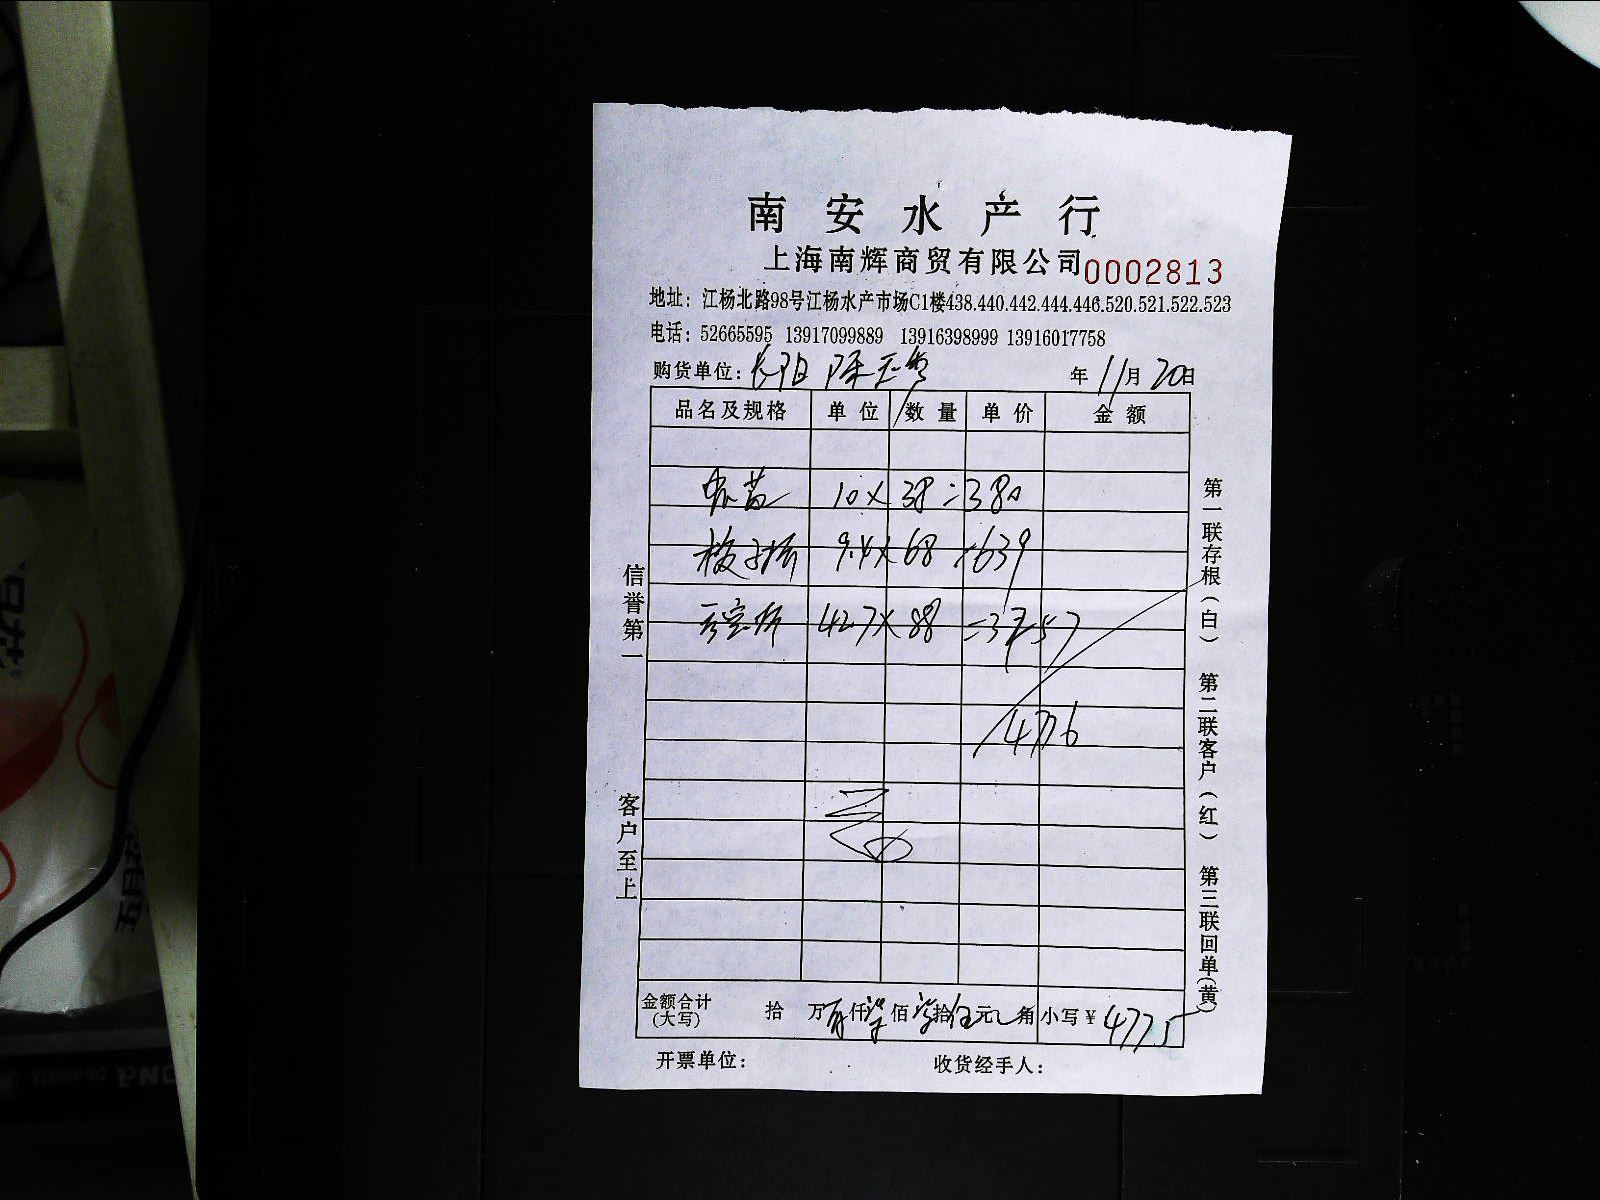 南安水产行
上海南辉商贸有限公司0002813
地址：江杨北路98号江杨水产市场C1楼438.440.442.444.446.520.521.522.523
电话：52665595 13917099889 13916398999 13916017758
购货单位：长阳 年11月20日
品名及规格 单位 数量 单价 金额
10×38=380
9.4×68=639
42.7×88=3757
4776
金额合计(大写) 拾 万 仟 佰 拾伍元 角 小写￥4775
开票单位： 收货经手人：
信誉第一
客户至上
第一联存根(白) 第二联客户(红) 第三联回单(黄)